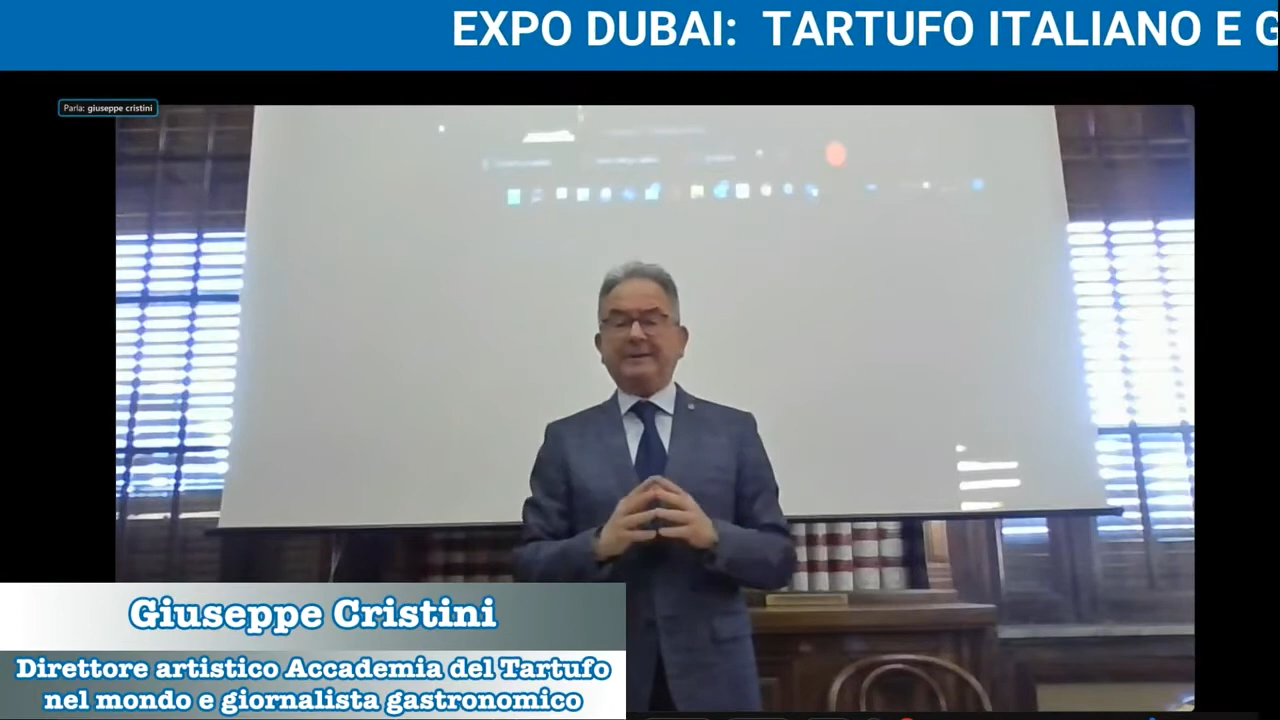 EXPO DUBAI: TARTUFO ITALIANO E G
Parla: giuseppe cristini
Giuseppe Cristini
Direttore artistico Accademia del Tartufo
nel mondo e giornalista gastronomico